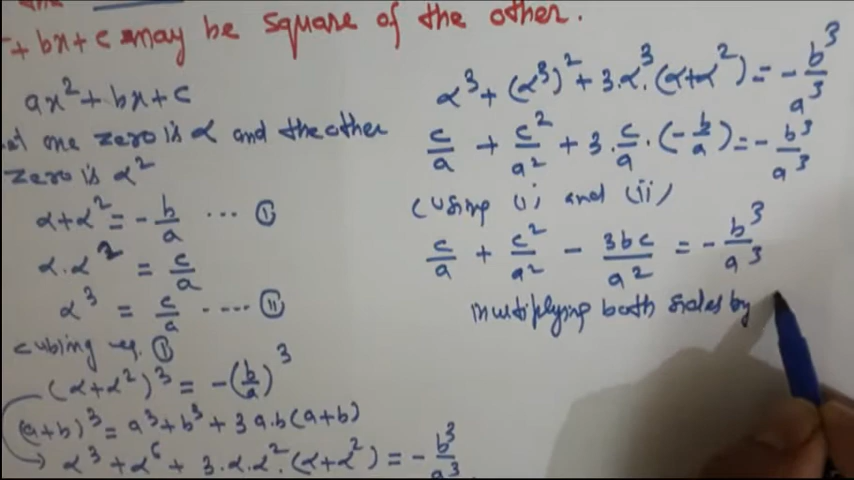 + bx + c may be square of the other.
ax² + bx + c
let one zero is α and the other
zero is α²
α + α² = - b/a ... (i)
α . α² = c/a
α³ = c/a .... (ii)
cubing eq. (i)
(α + α²)³ = -(b/a)³
(a+b)³ = a³ + b³ + 3 a.b (a+b)
α³ + α⁶ + 3.α.α².(α+α²) = - b³/a³
α³ + (α³)² + 3.α³.(α+α²) = - b³/a³
c/a + c²/a² + 3.c/a.(-b/a) = - b³/a³
(using (i) and (ii)
c/a + c²/a² - 3bc/a² = - b³/a³
multiplying both sides by